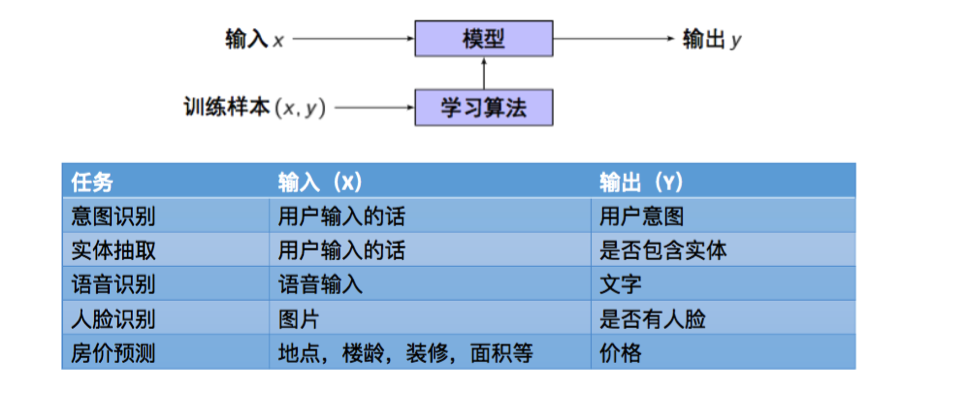 输入 x 模型 输出 y
训练样本 (x, y) 学习算法
任务 输入（X） 输出（Y）
意图识别 用户输入的话 用户意图
实体抽取 用户输入的话 是否包含实体
语音识别 语音输入 文字
人脸识别 图片 是否有人脸
房价预测 地点，楼龄，装修，面积等 价格